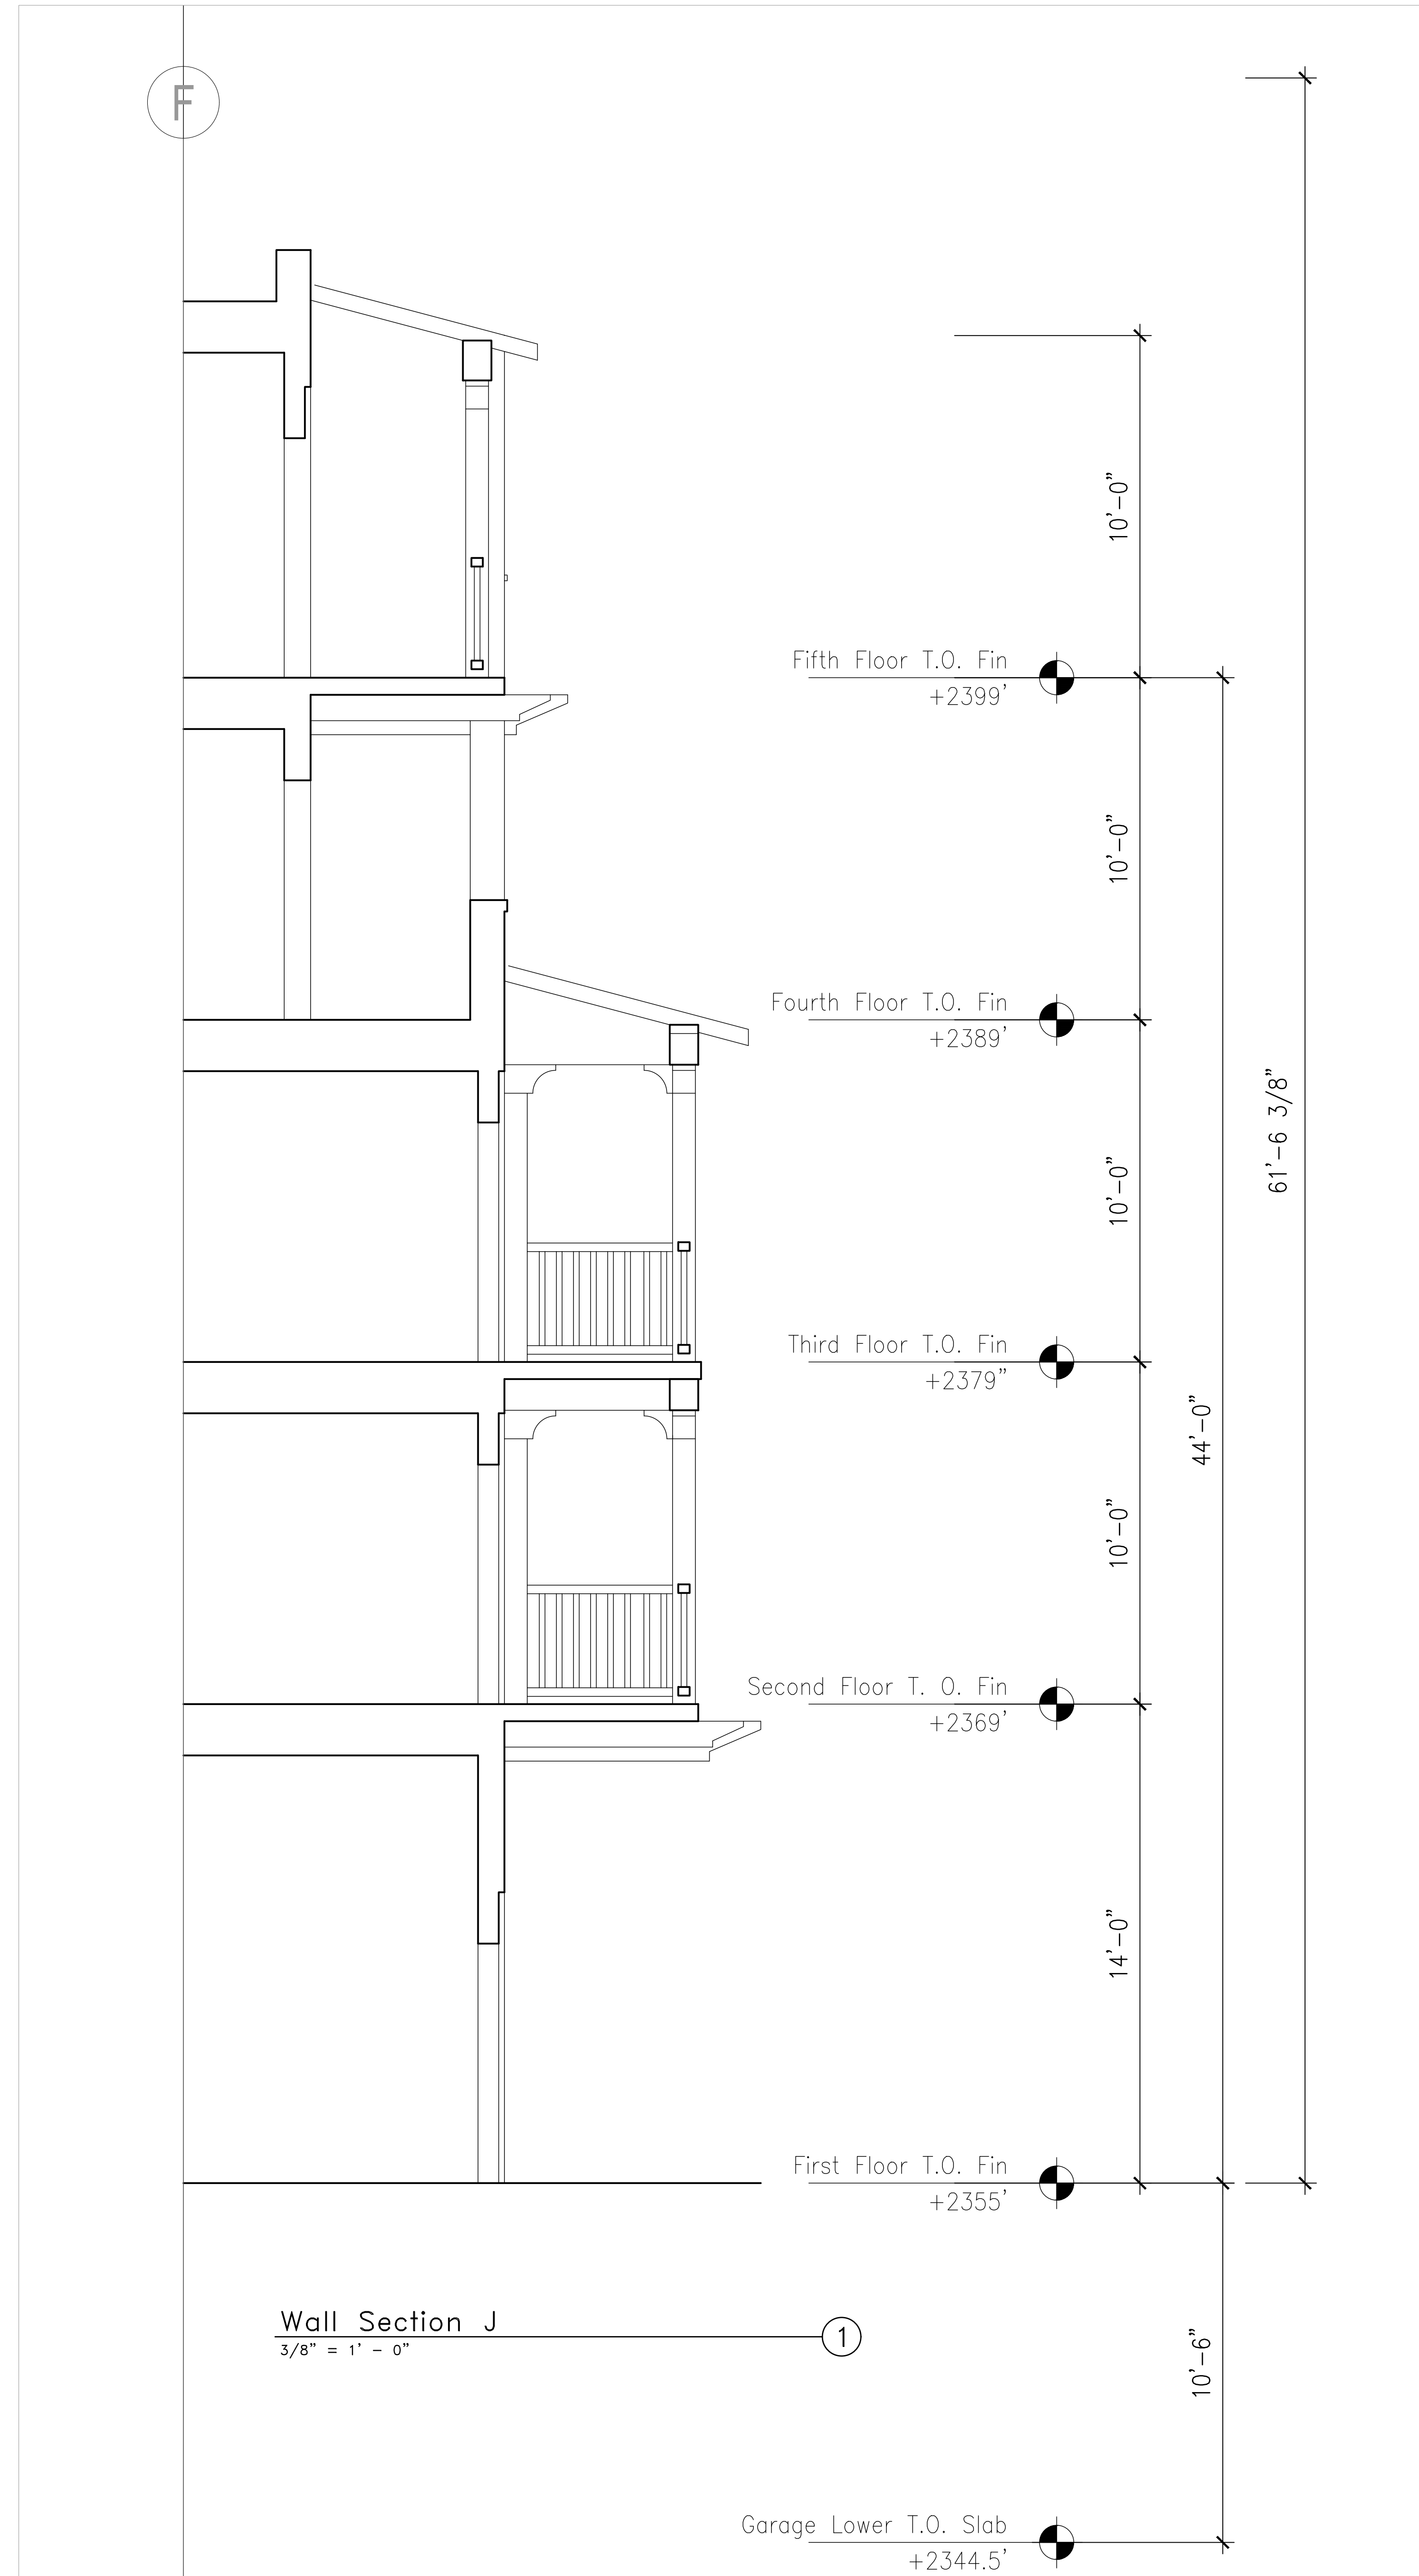 F
10'-0"
Fifth Floor T.O. Fin
+2399'
10'-0"
Fourth Floor T.O. Fin
+2389'
61'-6 3/8"
10'-0"
Third Floor T.O. Fin
+2379"
44'-0"
10'-0"
Second Floor T. O. Fin
+2369'
14'-0"
First Floor T.O. Fin
+2355'
Wall Section J
1
3/8" = 1' - 0"
10'-6"
Garage Lower T.O. Slab
+2344.5'